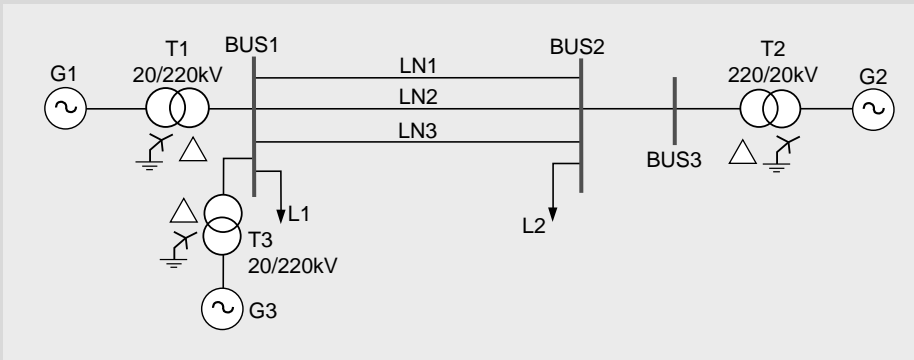 T1
20/220kV
G1
BUS1
LN1
LN2
LN3
BUS2
BUS3
T2
220/20kV
G2
L1
L2
T3
20/220kV
G3